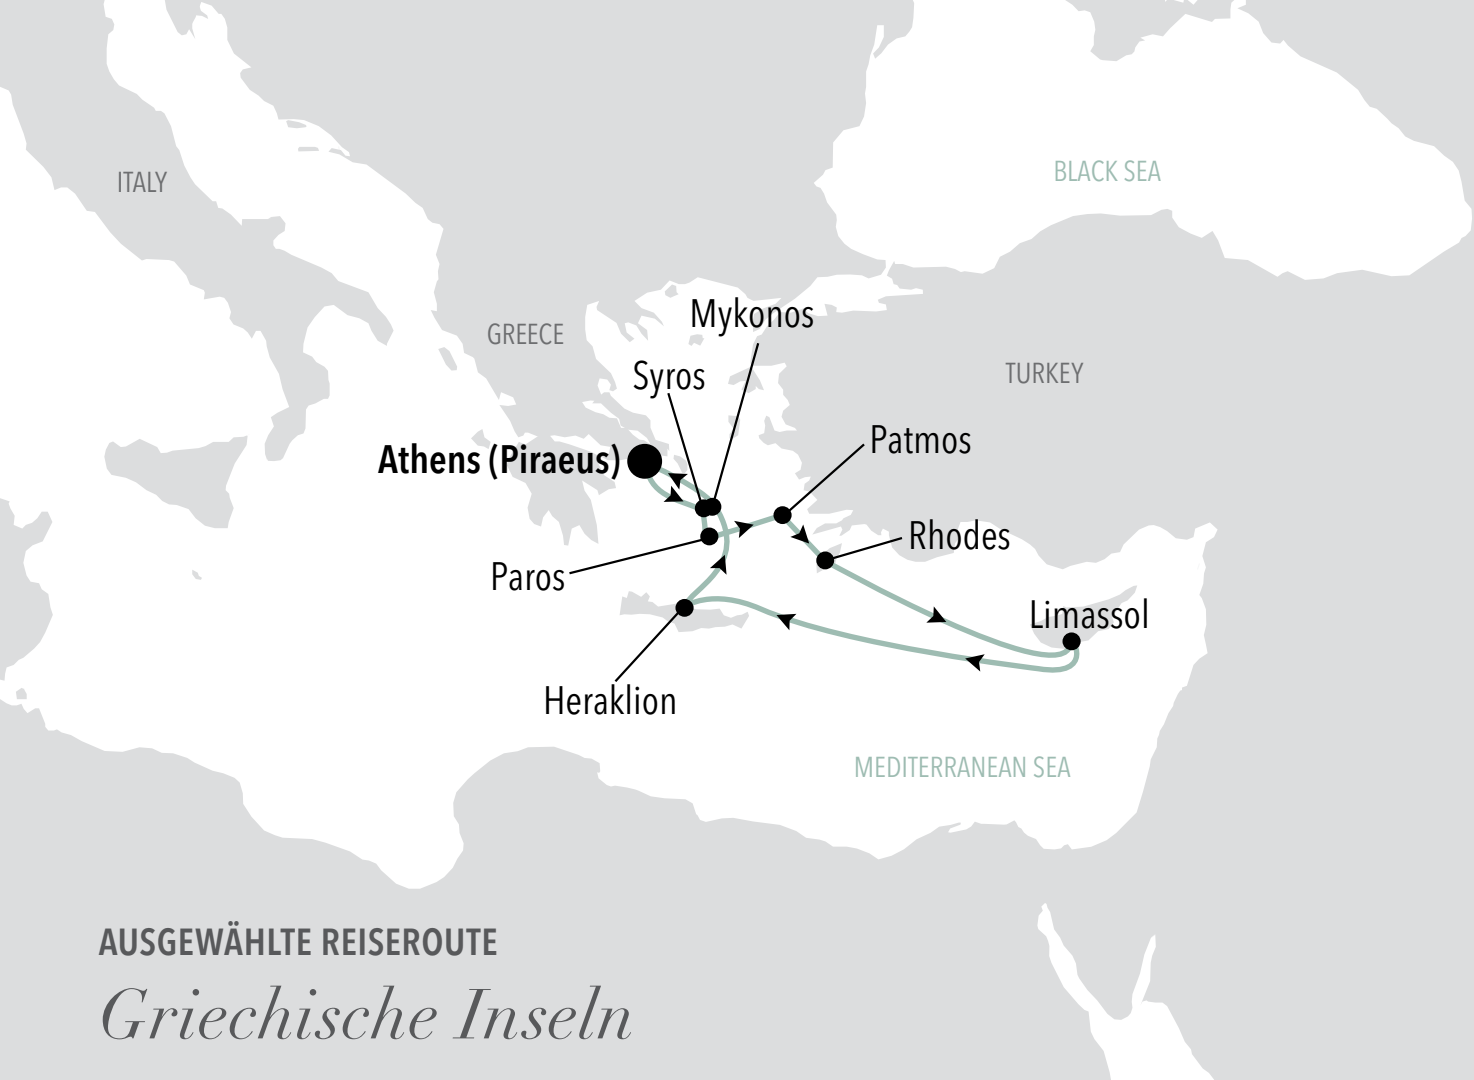 BLACK SEA
ITALY
Mykonos
GREECE
Syros
TURKEY
Patmos
Athens (Piraeus)
Rhodes
Paros
Limassol
Heraklion
MEDITERRANEAN SEA
AUSGEWÄHLTE REISEROUTE
Griechische Inseln